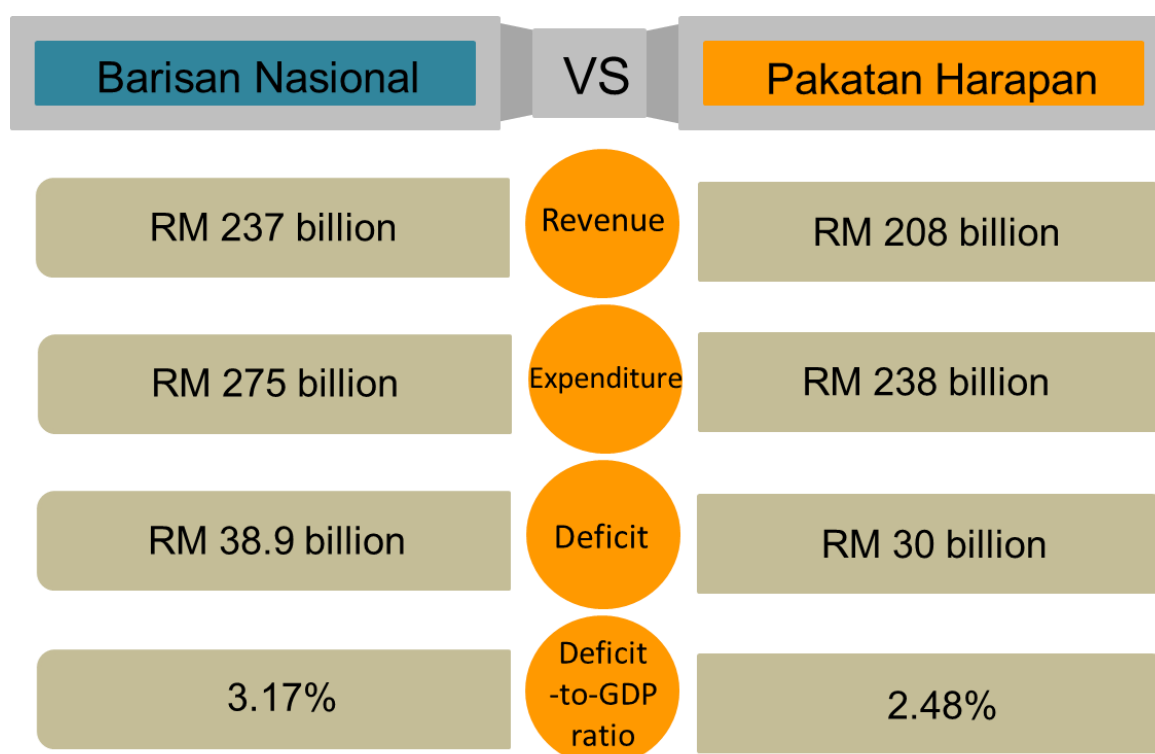 Barisan Nasional VS Pakatan Harapan
RM 237 billion Revenue RM 208 billion
RM 275 billion Expenditure RM 238 billion
RM 38.9 billion Deficit RM 30 billion
3.17% Deficit 2.48%
-to-GDP
ratio